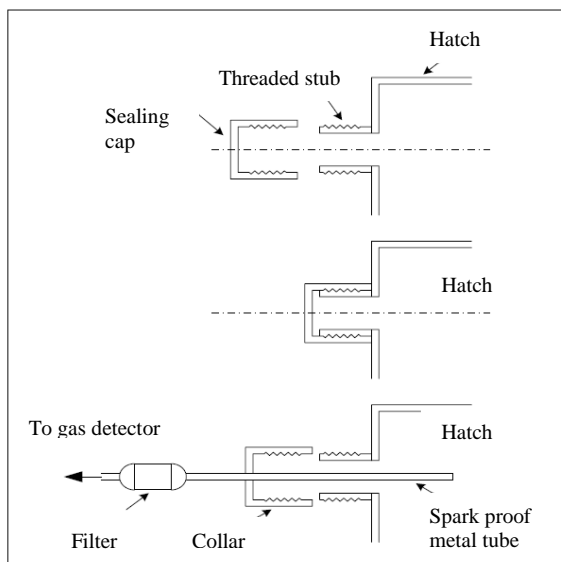 Hatch
Threaded stub
Sealing
cap
Hatch
To gas detector
Hatch
Filter
Collar
Spark proof
metal tube